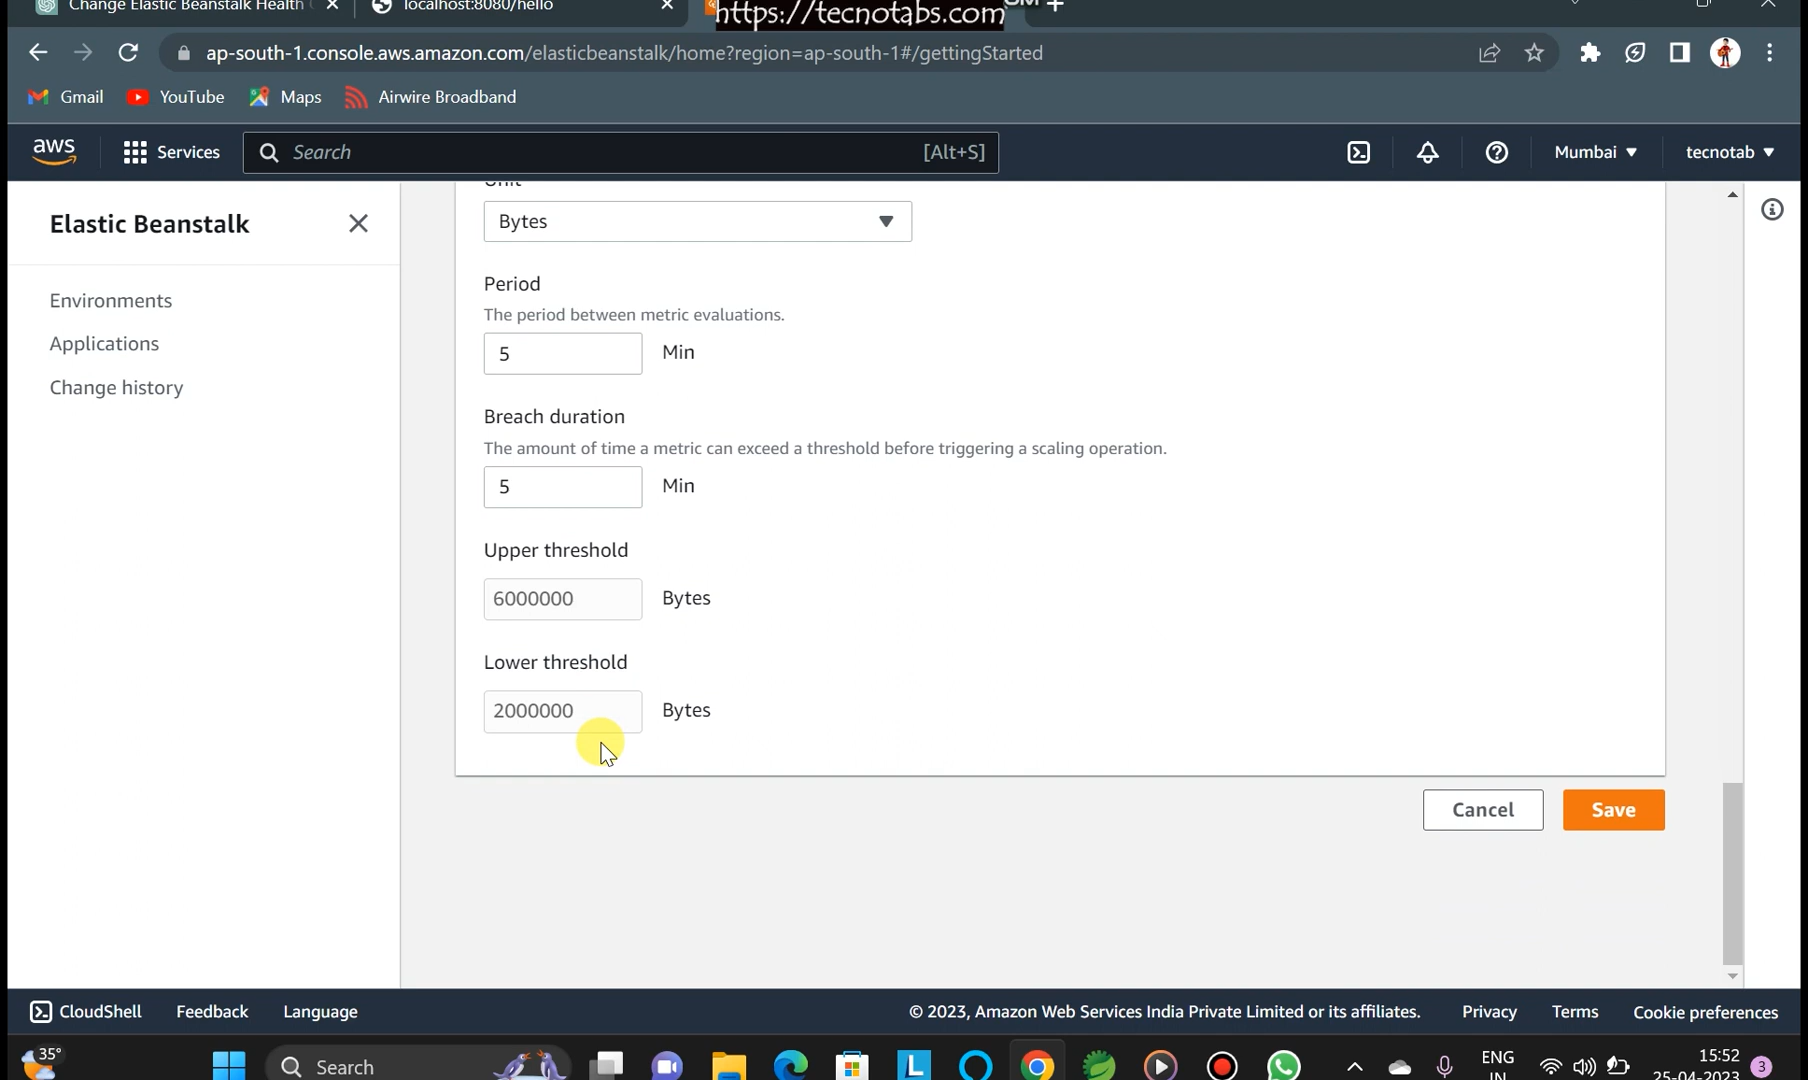 Change Elastic Beanstalk Health
localhost:8080/hello
https://tecnotabs.com
ap-south-1.console.aws.amazon.com/elasticbeanstalk/home?region=ap-south-1#/gettingStarted
Gmail YouTube Maps Airwire Broadband
aws Services Search [Alt+S] Mumbai tecnotab
Elastic Beanstalk
Environments
Applications
Change history
Unit
Bytes
Period
The period between metric evaluations.
5 Min
Breach duration
The amount of time a metric can exceed a threshold before triggering a scaling operation.
5 Min
Upper threshold
6000000 Bytes
Lower threshold
2000000 Bytes
Cancel Save
CloudShell Feedback Language © 2023, Amazon Web Services India Private Limited or its affiliates. Privacy Terms Cookie preferences
35°
Search
L
ENG
IN
15:52
25-04-2023
3